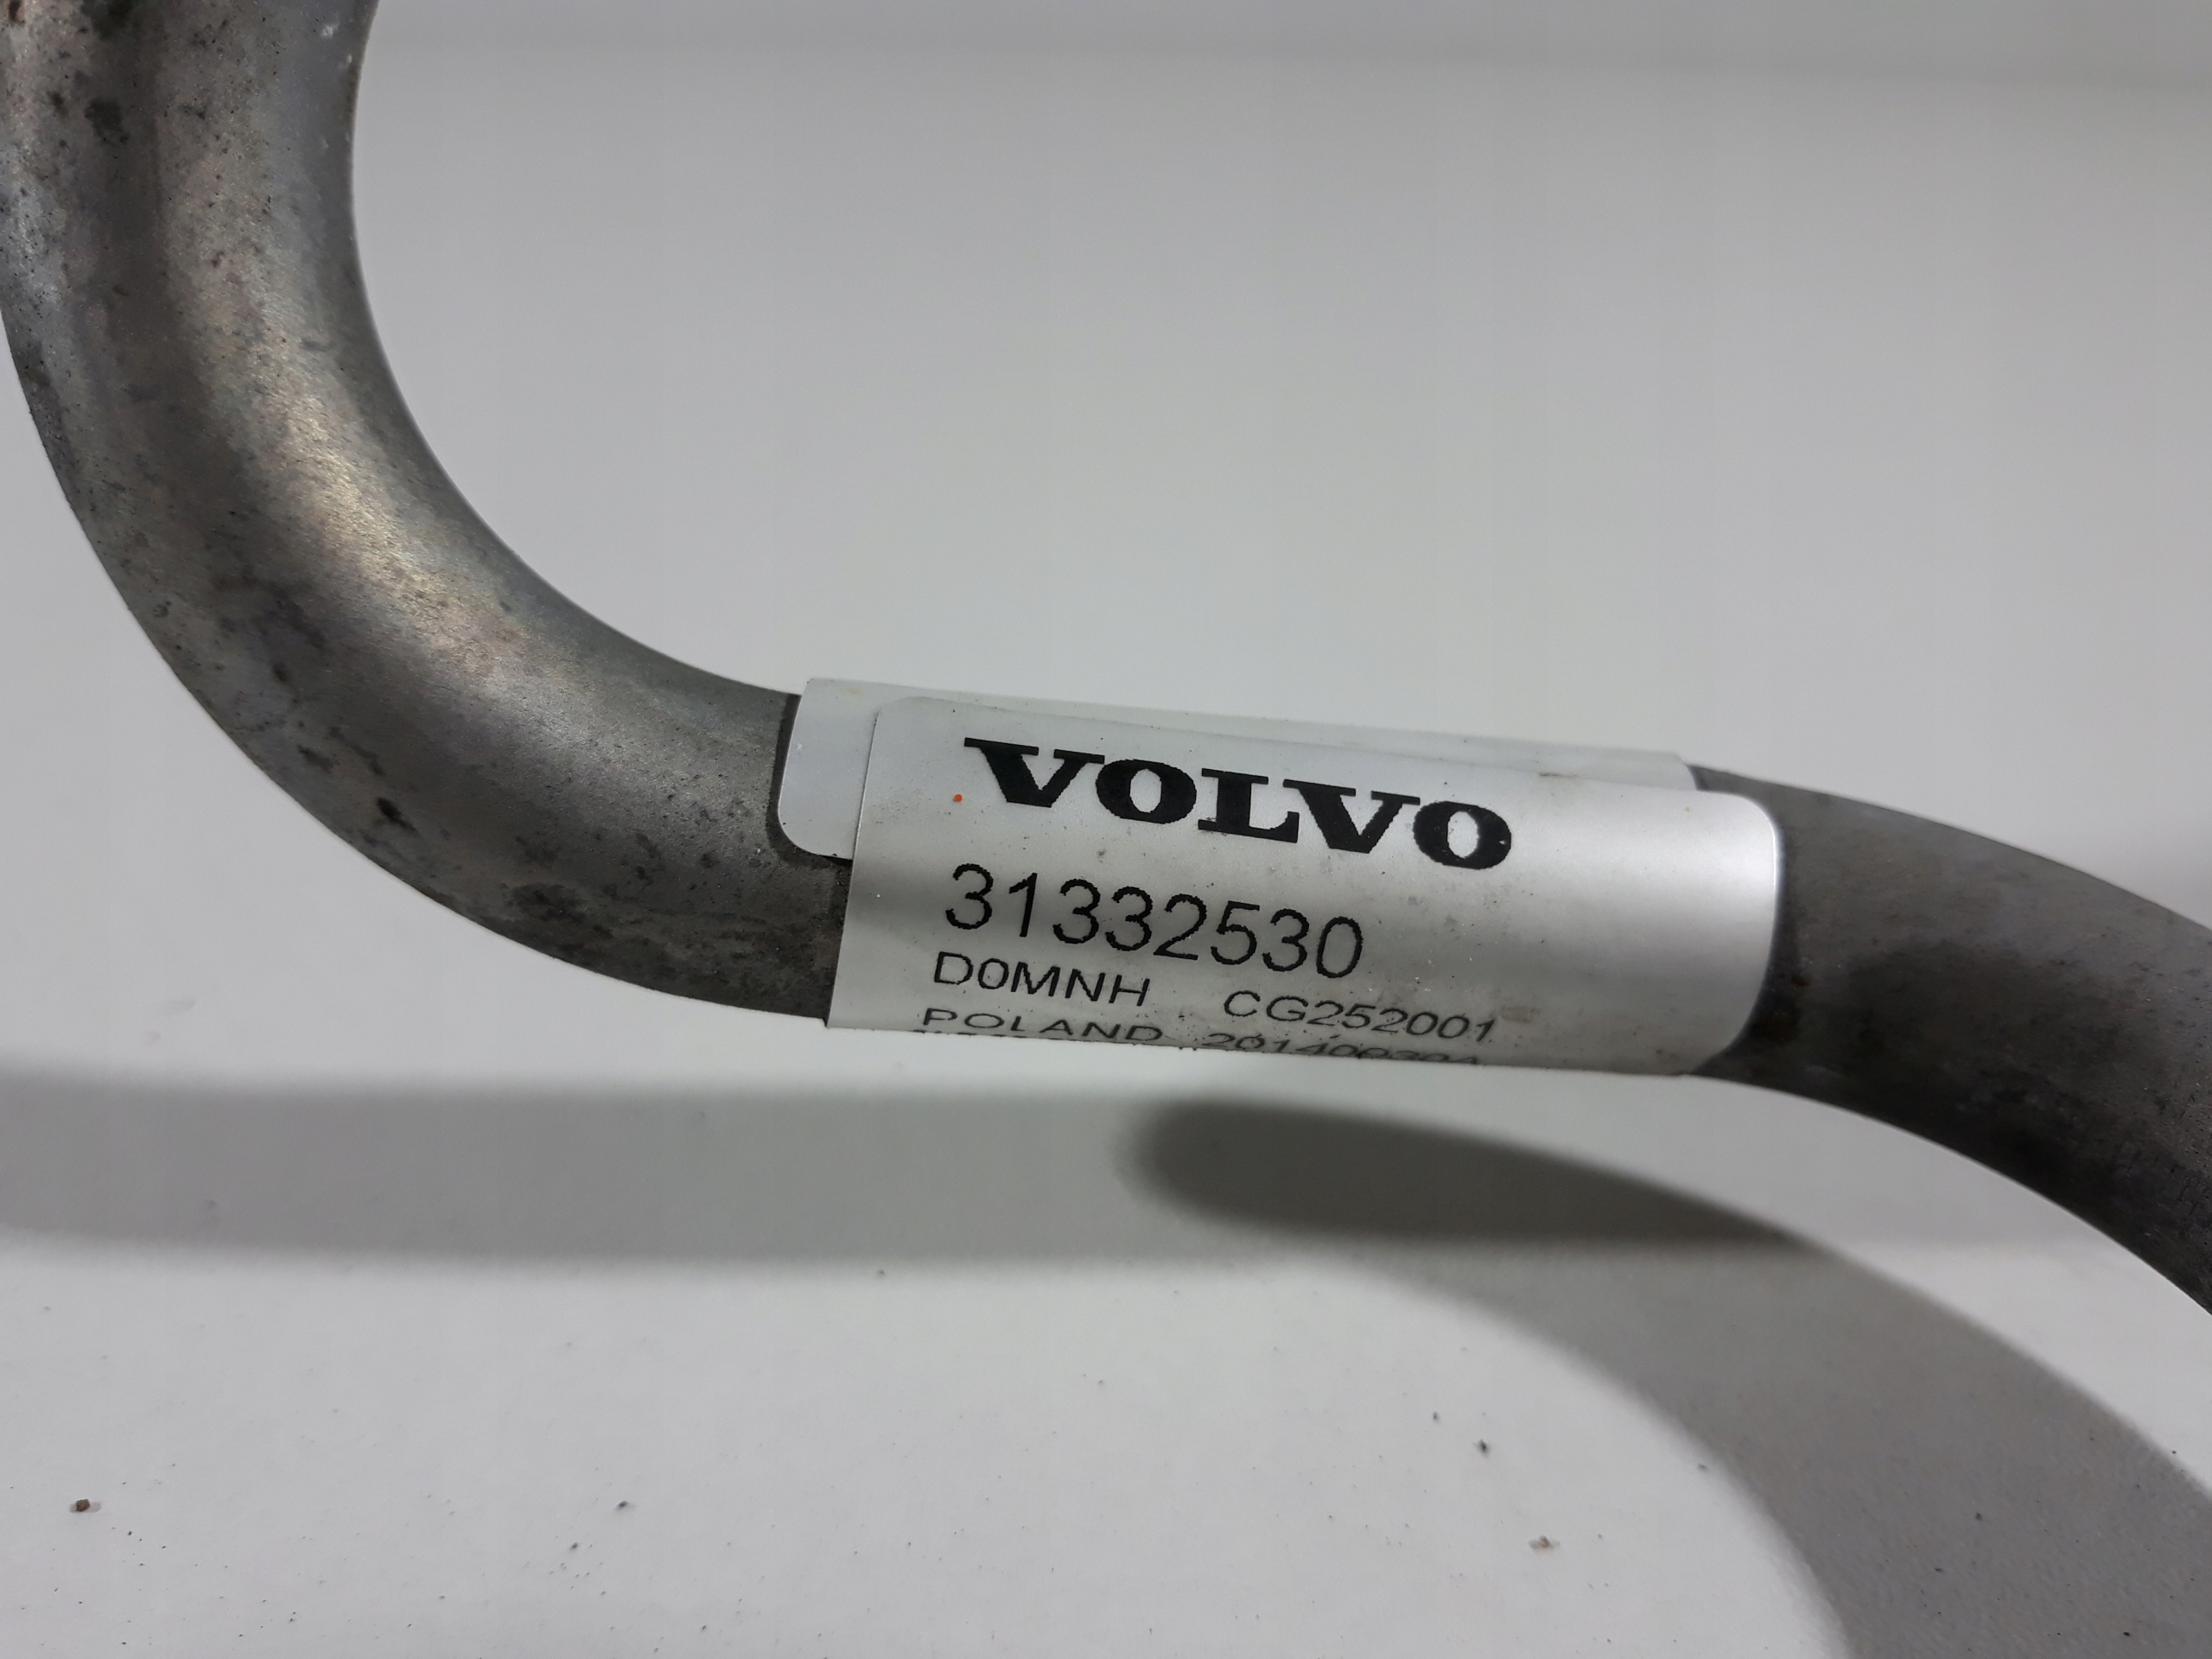 VOLVO
31332530
D0MNH CG252001
POLAND